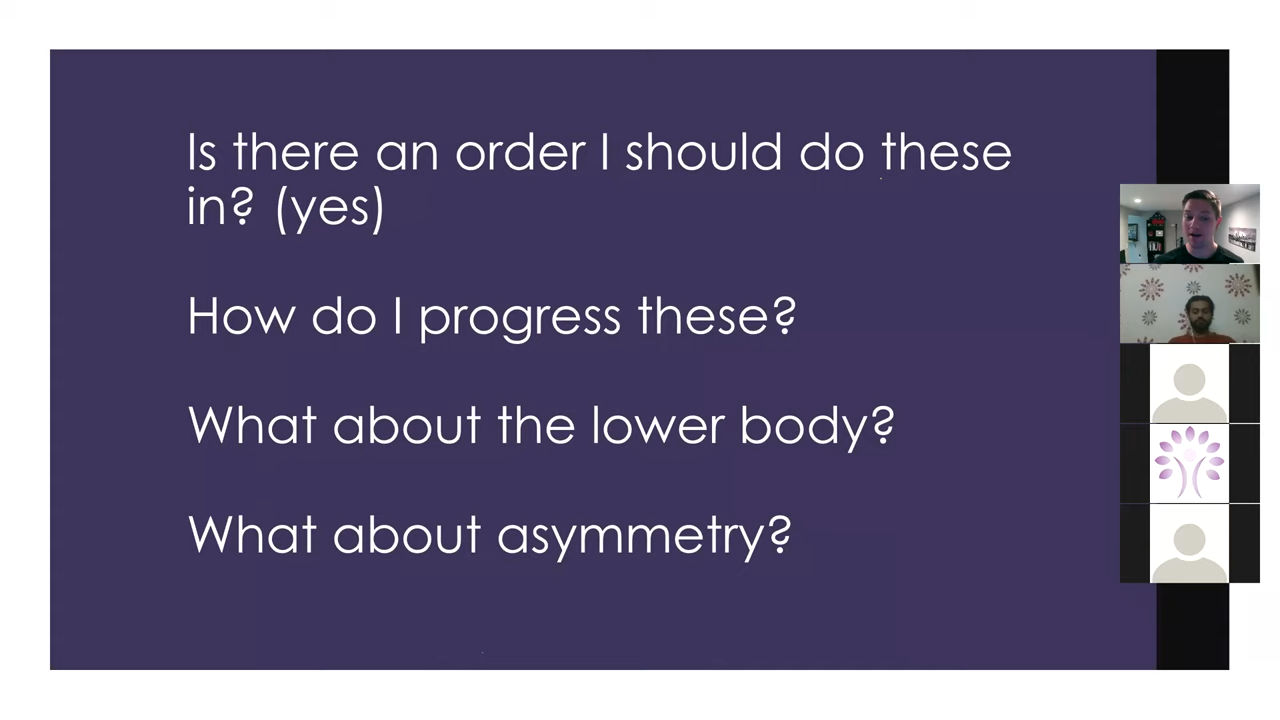 Is there an order I should do these
in? (yes)
How do I progress these?
What about the lower body?
What about asymmetry?